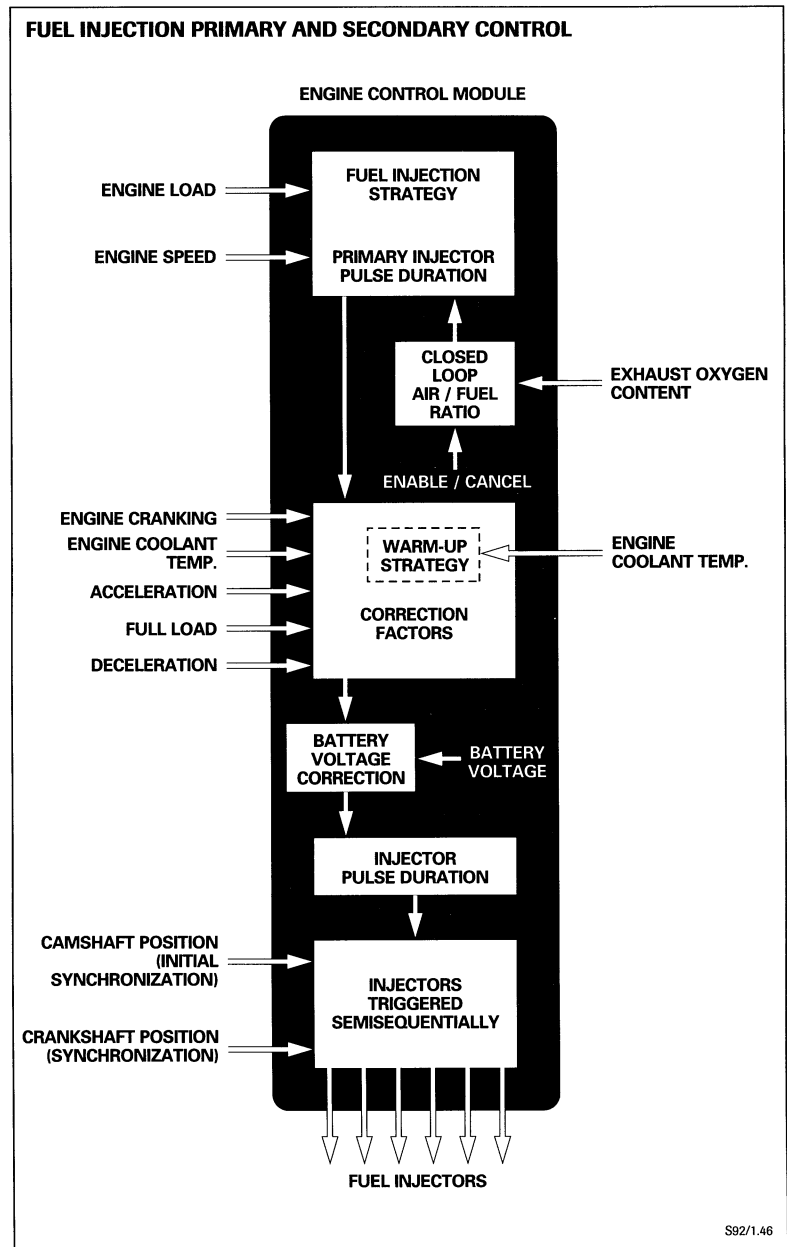 FUEL INJECTION PRIMARY AND SECONDARY CONTROL
ENGINE CONTROL MODULE
FUEL INJECTION
STRATEGY
ENGINE LOAD
ENGINE SPEED
PRIMARY INJECTOR
PULSE DURATION
CLOSED
LOOP
AIR / FUEL
RATIO
EXHAUST OXYGEN
CONTENT
ENABLE / CANCEL
ENGINE CRANKING
ENGINE COOLANT
TEMP.
ACCELERATION
FULL LOAD
DECELERATION
WARM-UP
STRATEGY
ENGINE
COOLANT TEMP.
CORRECTION
FACTORS
BATTERY
VOLTAGE
CORRECTION
BATTERY
VOLTAGE
INJECTOR
PULSE DURATION
CAMSHAFT POSITION
(INITIAL
SYNCHRONIZATION)
INJECTORS
TRIGGERED
SEMISEQUENTIALLY
CRANKSHAFT POSITION
(SYNCHRONIZATION)
FUEL INJECTORS
S92/1.46